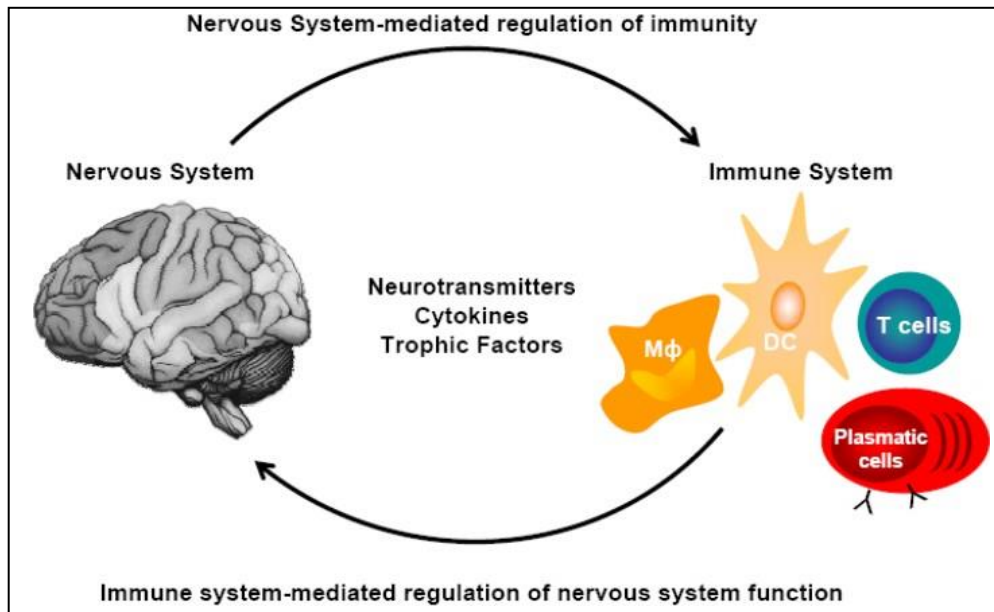 Nervous System-mediated regulation of immunity
Nervous System
Immune System
Neurotransmitters
Cytokines
Trophic Factors
Mϕ
DC
T cells
Plasmatic
cells
Immune system-mediated regulation of nervous system function